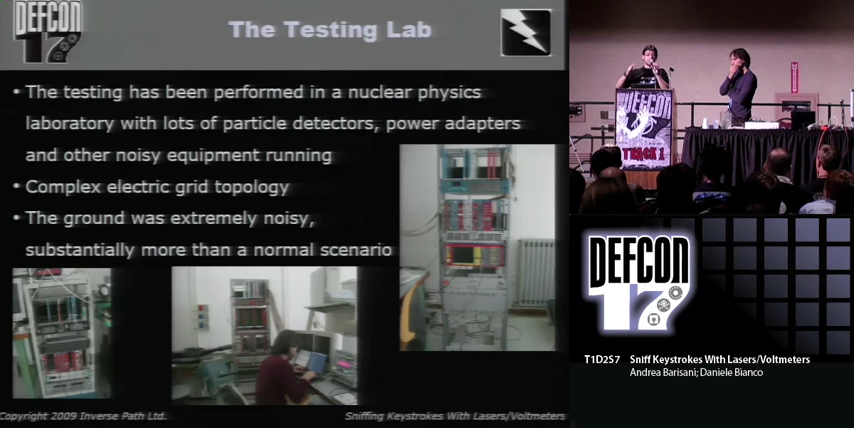 DEFCON
17
The Testing Lab
• The testing has been performed in a nuclear physics
laboratory with lots of particle detectors, power adapters
and other noisy equipment running
• Complex electric grid topology
• The ground was extremely noisy,
substantially more than a normal scenario
Copyright 2009 Inverse Path Ltd.
Sniffing Keystrokes With Lasers/Voltmeters
DEFCON
TRACK 1
DEFCON
17
T1D2S7 Sniff Keystrokes With Lasers/Voltmeters
Andrea Barisani; Daniele Bianco